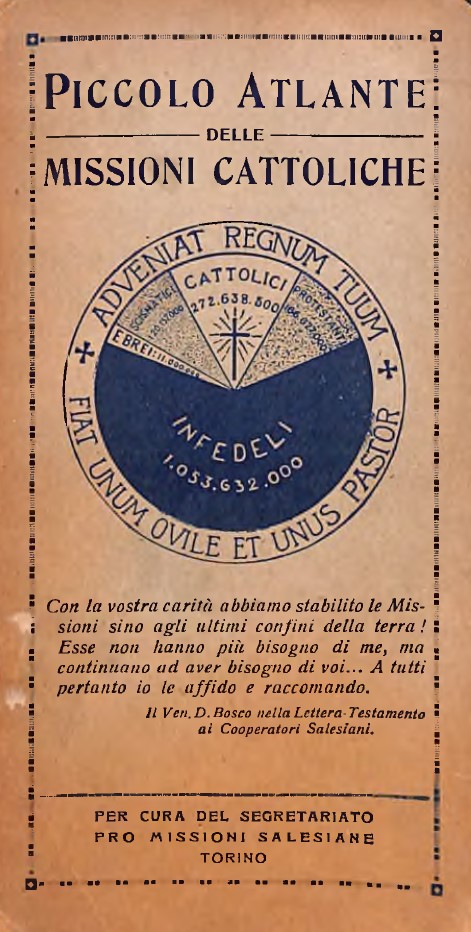 PICCOLO ATLANTE
DELLE
MISSIONI CATTOLICHE
ADVENIAT REGNUM TUUM
FIAT UNUM OVILE ET UNUS PASTOR
SCISMATICI
CATTOLICI
272.638.500
PROTESTANTI
EBREI: 11.000.000
INFEDELI
1.053.632.000
Con la vostra carità abbiamo stabilito le Mis-
sioni sino agli ultimi confini della terra!
Esse non hanno più bisogno di me, ma
continuano ad aver bisogno di voi... A tutti
pertanto io le affido e raccomando.
Il Ven. D. Bosco nella Lettera-Testamento
ai Cooperatori Salesiani.
PER CURA DEL SEGRETARIATO
PRO MISSIONI SALESIANE
TORINO